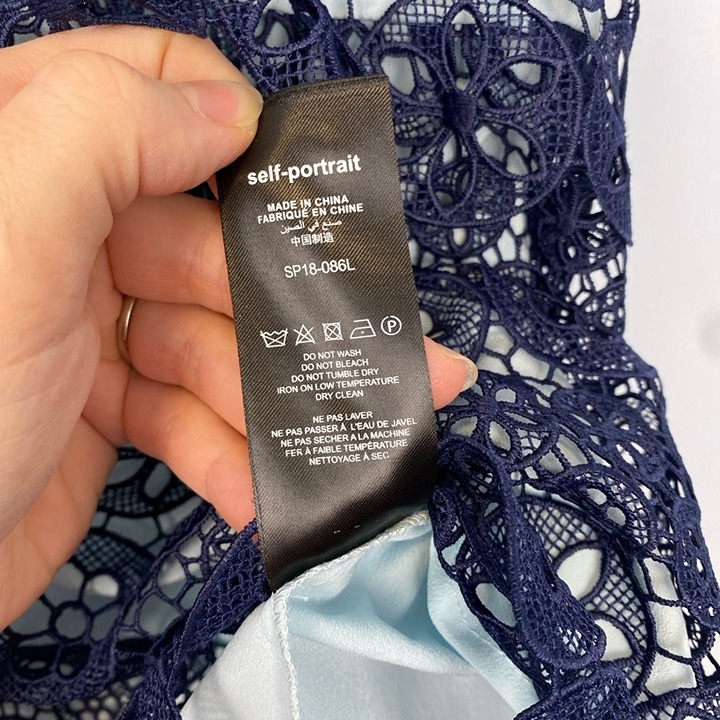 self-portrait
MADE IN CHINA
FABRIQUÉ EN CHINE
صنع في الصين
中国制造
SP18-086L
P
DO NOT WASH
DO NOT BLEACH
DO NOT TUMBLE DRY
IRON ON LOW TEMPERATURE
DRY CLEAN
NE PAS LAVER
NE PAS PASSER À L'EAU DE JAVEL
NE PAS SECHER A LA MACHINE
FER À FAIBLE TEMPÉRATURE
NETTOYAGE À SEC